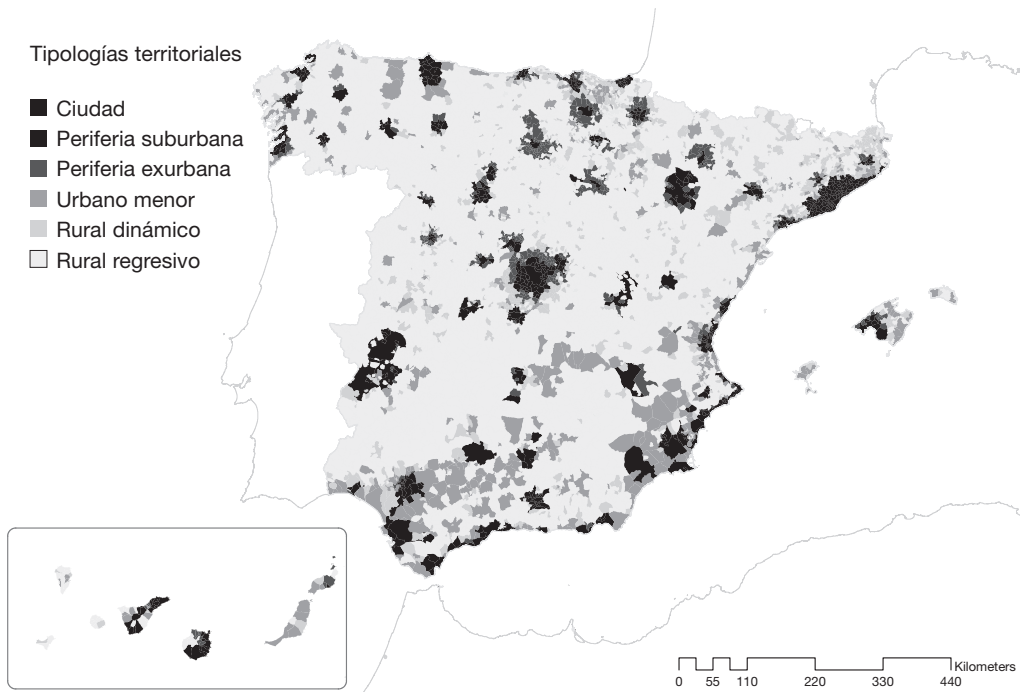 Tipologías territoriales
Ciudad
Periferia suburbana
Periferia exurbana
Urbano menor
Rural dinámico
Rural regresivo
Kilometers
0 55 110 220 330 440